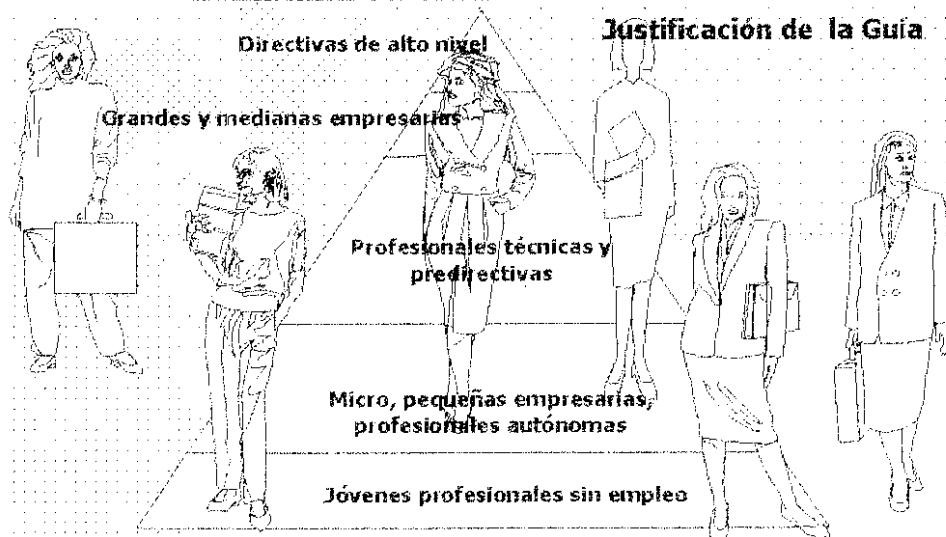 Justificación de la Guía
Directivas de alto nivel
Grandes y medianas empresarias
Profesionales técnicas y
predirectivas
Micro, pequeñas empresarias,
profesionales autónomas
Jóvenes profesionales sin empleo